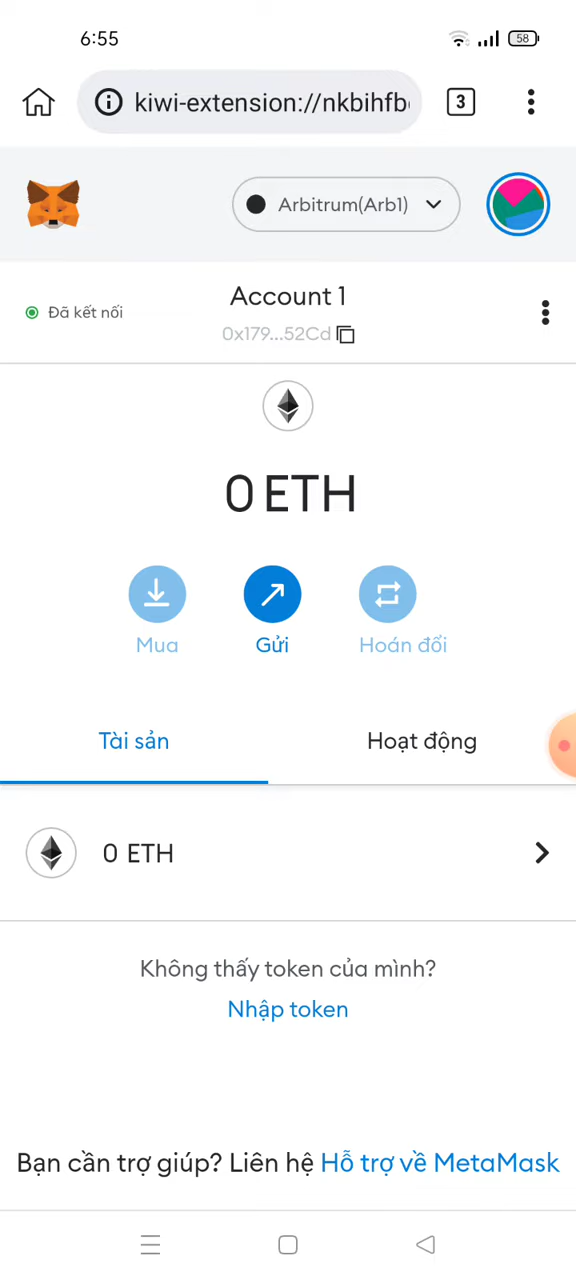 6:55
58
kiwi-extension://nkbihfb
3
Arbitrum(Arb1)
Account 1
Đã kết nối
0x179...52Cd
0 ETH
Mua
Gửi
Hoán đổi
Tài sản
Hoạt động
0 ETH
Không thấy token của mình?
Nhập token
Bạn cần trợ giúp? Liên hệ Hỗ trợ về MetaMask